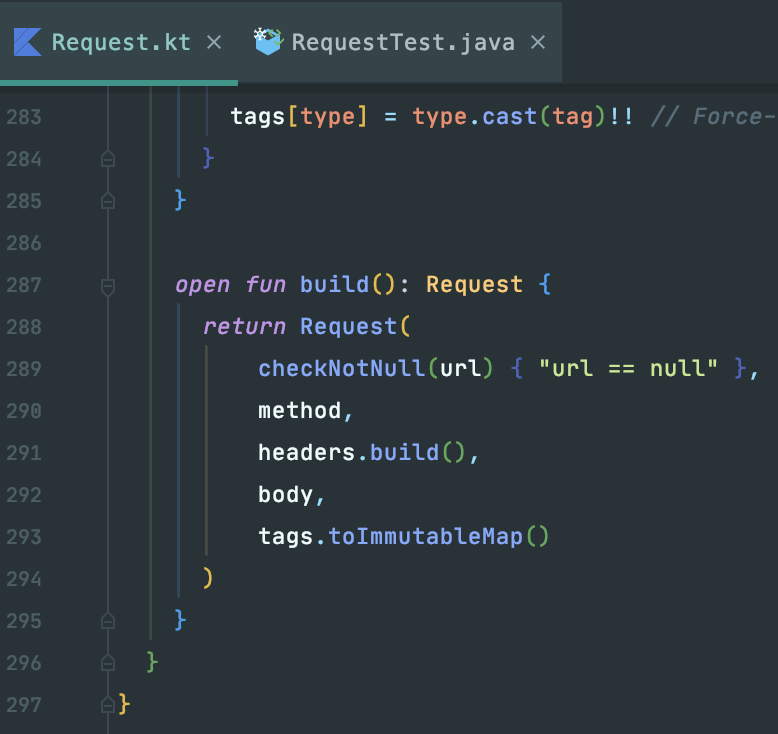 Request.kt × RequestTest.java ×
283 tags[type] = type.cast(tag)!! // Force-
284 }
285 }
286
287 open fun build(): Request {
288 return Request(
289 checkNotNull(url) { "url == null" },
290 method,
291 headers.build(),
292 body,
293 tags.toImmutableMap()
294 )
295 }
296 }
297 }